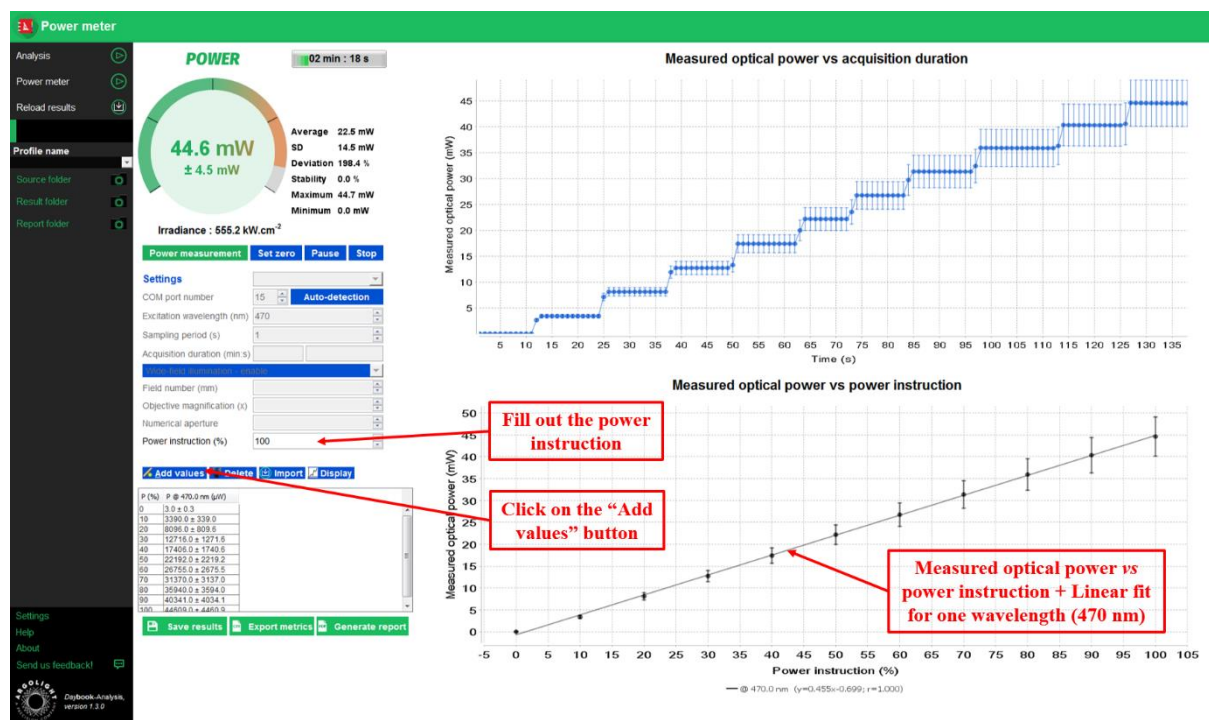 Power meter
Analysis
Power meter
Reload results
Profile name
Source folder
Result folder
Report folder
Settings
Help
About
Send us feedback!
ARGOLIGHT
Daybook-Analysis,
version 1.3.0
POWER
02 min : 18 s
44.6 mW
± 4.5 mW
Average 22.5 mW
SD 14.5 mW
Deviation 198.4 %
Stability 0.0 %
Maximum 44.7 mW
Minimum 0.0 mW
Irradiance : 555.2 kW.cm-2
Power measurement Set zero Pause Stop
Settings
COM port number 15 Auto-detection
Excitation wavelength (nm) 470
Sampling period (s) 1
Acquisition duration (min:s)
Wide-field illumination - enable
Field number (mm)
Objective magnification (x)
Numerical aperture
Power instruction (%) 100
Add values Delete Import Display
P (%) P @ 470.0 nm (µW)
0 3.0 ± 0.3
10 3390.0 ± 339.0
20 8096.0 ± 809.6
30 12716.0 ± 1271.6
40 17406.0 ± 1740.6
50 22192.0 ± 2219.2
60 26755.0 ± 2675.5
70 31370.0 ± 3137.0
80 35940.0 ± 3594.0
90 40341.0 ± 4034.1
100 44609.0 ± 4460.9
Save results Export metrics Generate report
Measured optical power vs acquisition duration
Measured optical power (mW)
45
40
35
30
25
20
15
10
5
5 10 15 20 25 30 35 40 45 50 55 60 65 70 75 80 85 90 95 100 105 110 115 120 125 130 135
Time (s)
Measured optical power vs power instruction
Measured optical power (mW)
50
45
40
35
30
25
20
15
10
5
0
-5 0 5 10 15 20 25 30 35 40 45 50 55 60 65 70 75 80 85 90 95 100 105
Power instruction (%)
@ 470.0 nm (y=0.455x-0.699; r=1.000)
Fill out the power
instruction
Click on the “Add
values” button
Measured optical power vs
power instruction + Linear fit
for one wavelength (470 nm)